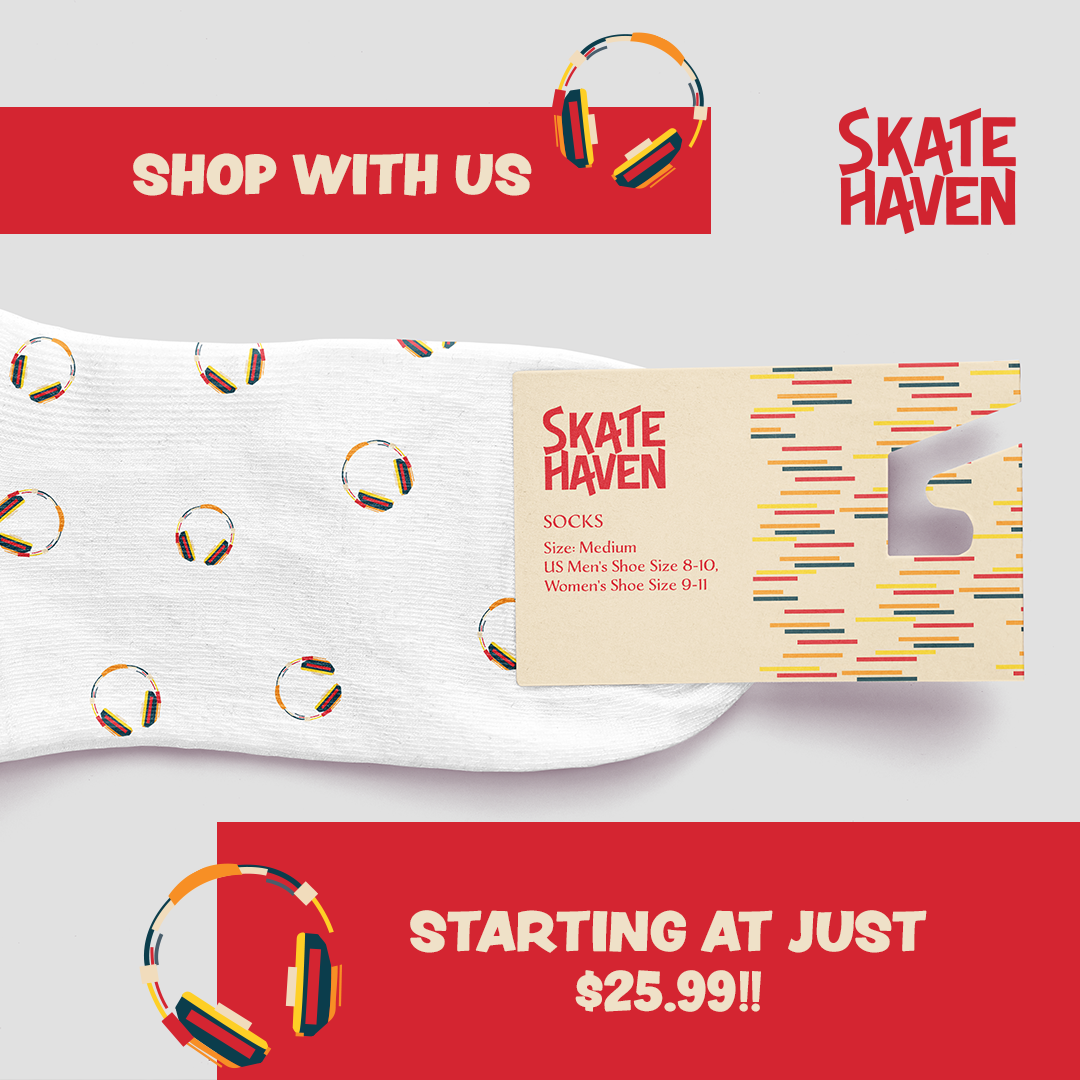 SHOP WITH US
SKATE
HAVEN
SKATE
HAVEN
SOCKS
Size: Medium
US Men's Shoe Size 8-10,
Women's Shoe Size 9-11
STARTING AT JUST
$25.99!!